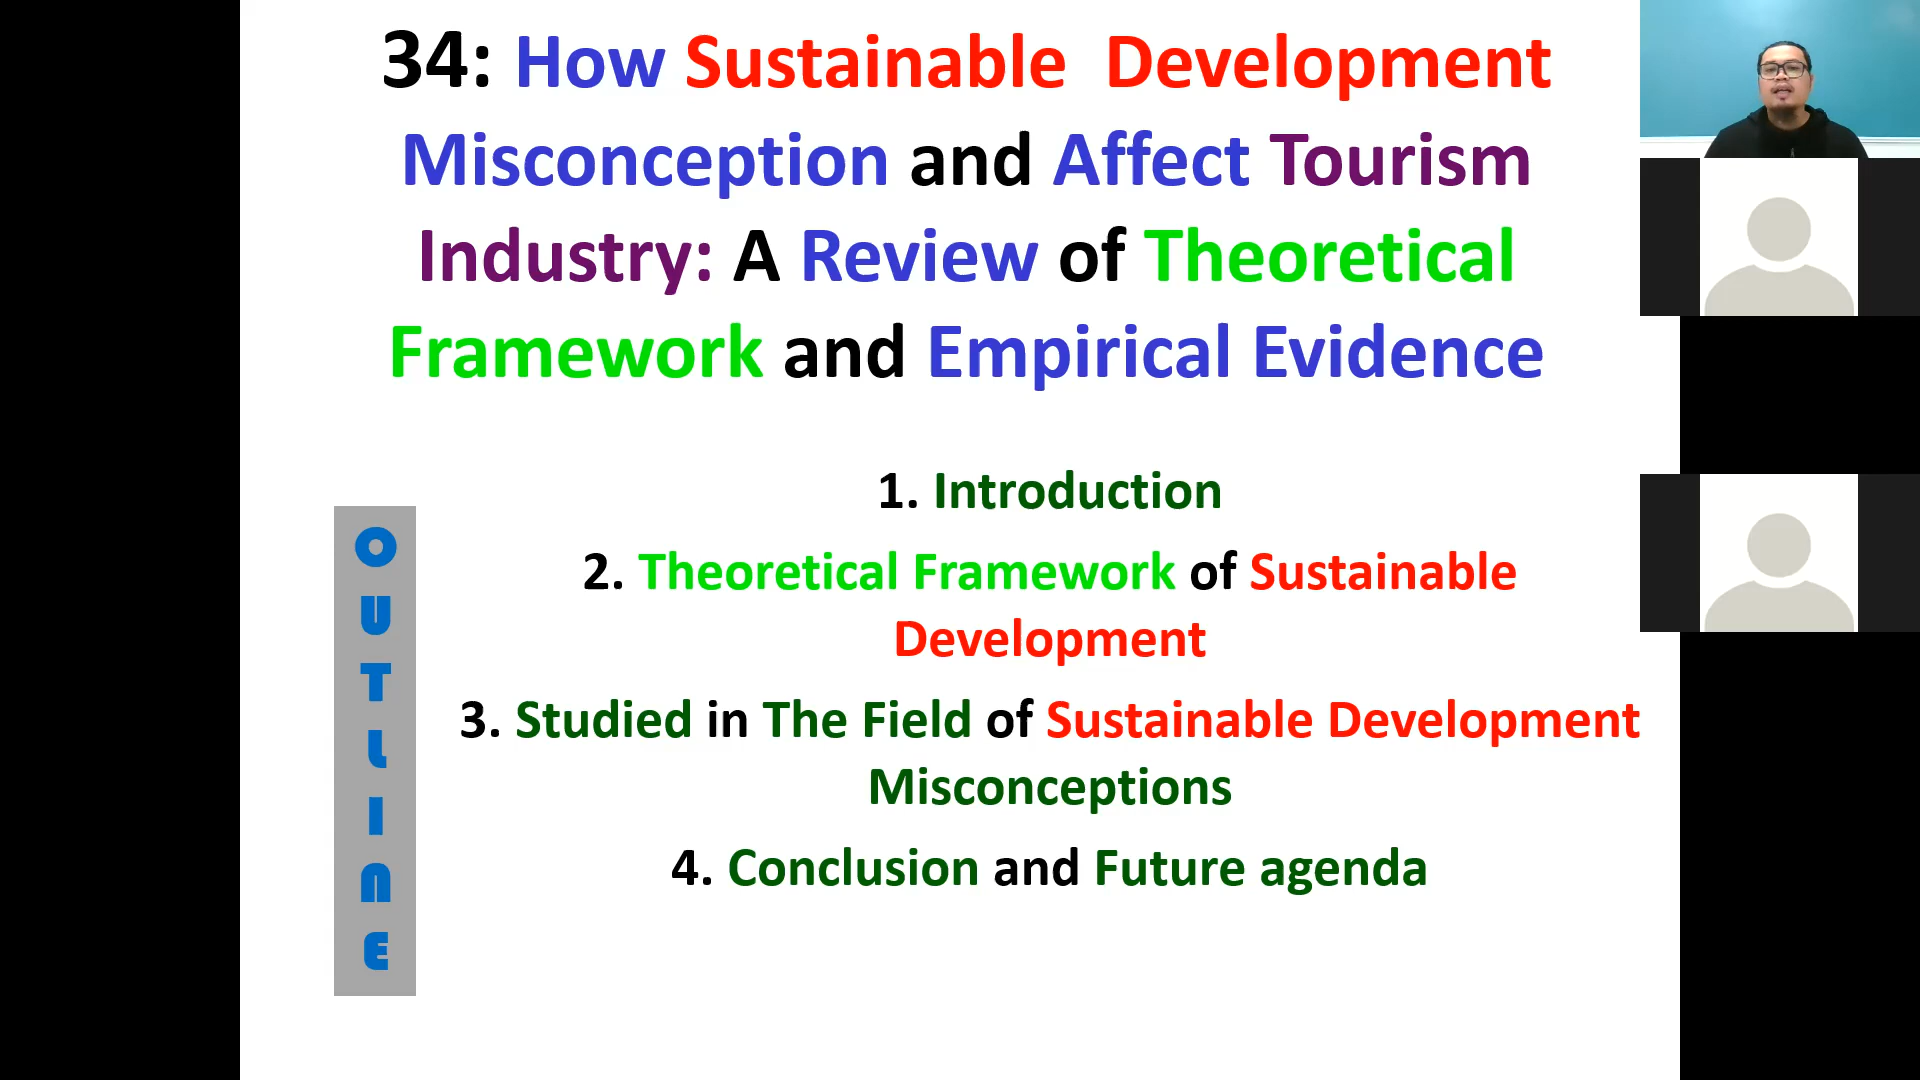 34: How Sustainable Development
Misconception and Affect Tourism
Industry: A Review of Theoretical
Framework and Empirical Evidence
OUTLINE
1. Introduction
2. Theoretical Framework of Sustainable
Development
3. Studied in The Field of Sustainable Development
Misconceptions
4. Conclusion and Future agenda